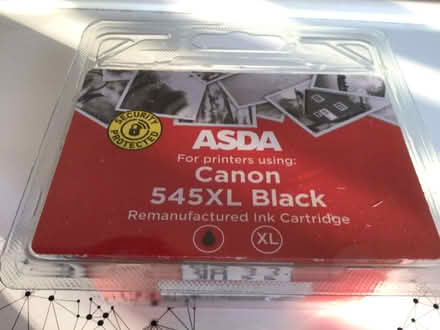 SECURITY
PROTECTED
ASDA
For printers using:
Canon
545XL Black
Remanufactured Ink Cartridge
XL